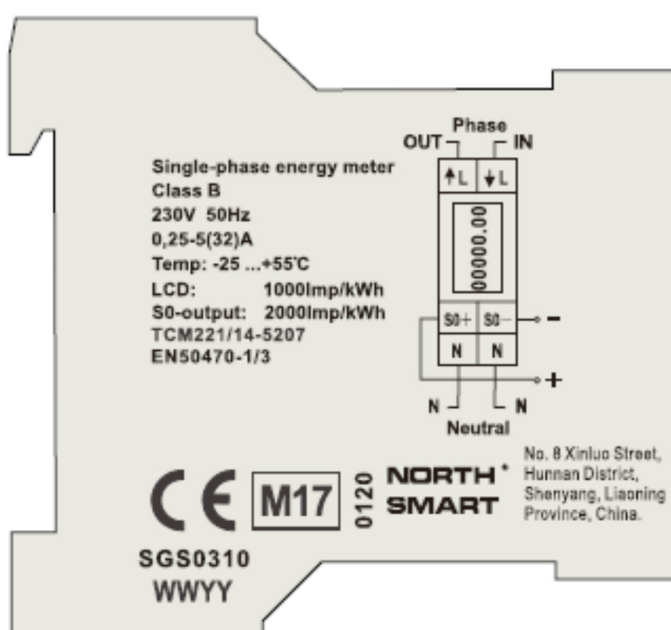 Single-phase energy meter
Class B
230V 50Hz
0,25-5(32)A
Temp: -25 ...+55℃
LCD: 1000Imp/kWh
S0-output: 2000Imp/kWh
TCM221/14-5207
EN50470-1/3
Phase
OUT IN
↑L ↓L
00000.00
S0+ S0- -
N N
+
N N
Neutral
CE M17 0120
NORTH
SMART
No. 8 Xinluo Street,
Hunnan District,
Shenyang, Liaoning
Province, China.
SGS0310
WWYY